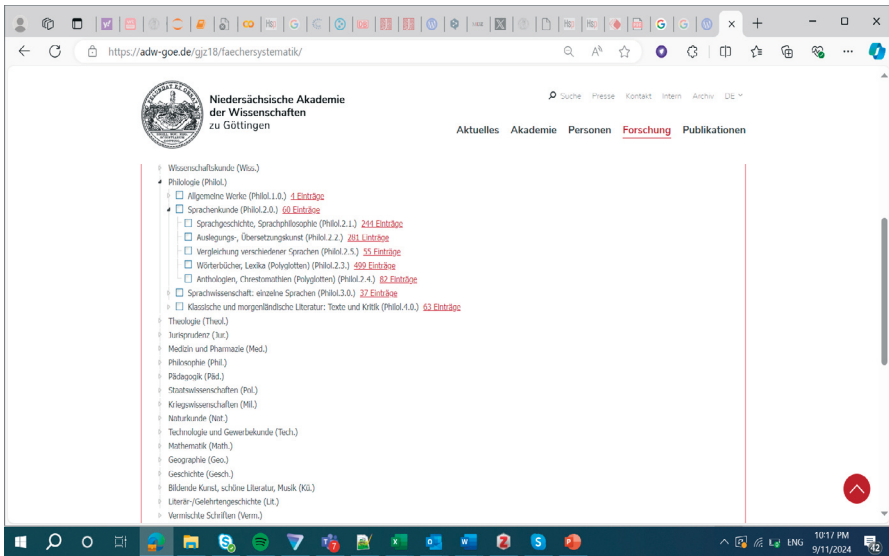 https://adw-goe.de/gjz18/faechersystematik/
Niedersächsische Akademie
der Wissenschaften
zu Göttingen
Suche Presse Kontakt Intern Archiv DE
Aktuelles Akademie Personen Forschung Publikationen
Wissenschaftskunde (Wiss.)
Philologie (Philol.)
Allgemeine Werke (Philol.1.0.) 4 Einträge
Sprachenkunde (Philol.2.0.) 60 Einträge
Sprachgeschichte, Sprachphilosophie (Philol.2.1.) 244 Einträge
Auslegungs-, Übersetzungskunst (Philol.2.2.) 281 Einträge
Vergleichung verschiedener Sprachen (Philol.2.5.) 55 Einträge
Wörterbücher, Lexika (Polyglotten) (Philol.2.3.) 499 Einträge
Anthologien, Chrestomathien (Polyglotten) (Philol.2.4.) 82 Einträge
Sprachwissenschaft: einzelne Sprachen (Philol.3.0.) 37 Einträge
Klassische und morgenländische Literatur: Texte und Kritik (Philol.4.0.) 63 Einträge
Theologie (Theol.)
Jurisprudenz (Jur.)
Medizin und Pharmazie (Med.)
Philosophie (Phil.)
Pädagogik (Päd.)
Staatswissenschaften (Pol.)
Kriegswissenschaften (Mil.)
Naturkunde (Nat.)
Technologie und Gewerbekunde (Tech.)
Mathematik (Math.)
Geographie (Geo.)
Geschichte (Gesch.)
Bildende Kunst, schöne Literatur, Musik (Kü.)
Literär-/Gelehrtengeschichte (Lit.)
Vermischte Schriften (Verm.)
ENG
10:17 PM
9/11/2024
42